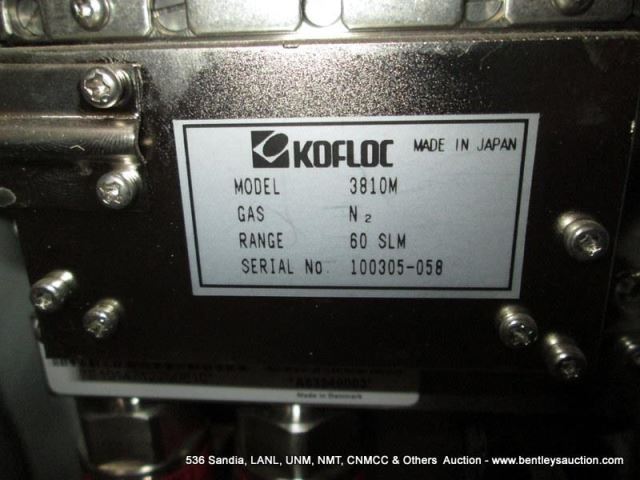 KOFLOC MADE IN JAPAN
MODEL 3810M
GAS N₂
RANGE 60 SLM
SERIAL No. 100305-058
Made in Denmark
536 Sandia, LANL, UNM, NMT, CNMCC & Others Auction - www.bentleysauction.com